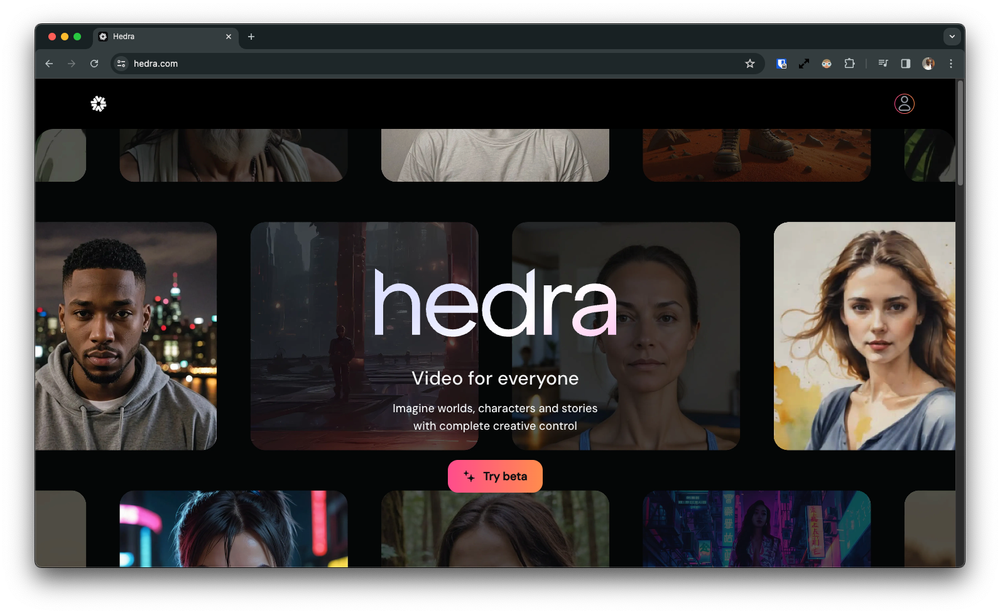 Hedra
hedra.com
hedra
Video for everyone
Imagine worlds, characters and stories
with complete creative control
Try beta